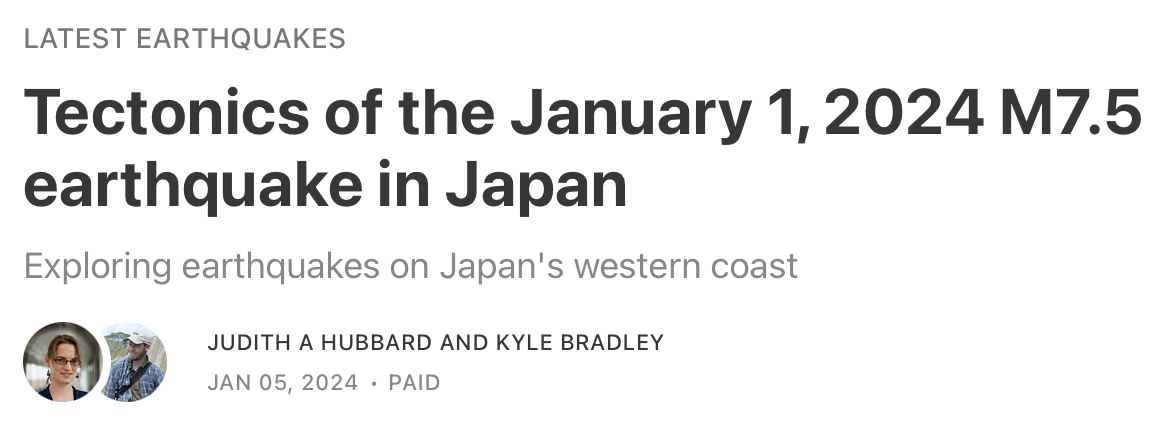 LATEST EARTHQUAKES
Tectonics of the January 1, 2024 M7.5
earthquake in Japan
Exploring earthquakes on Japan's western coast
JUDITH A HUBBARD AND KYLE BRADLEY
JAN 05, 2024 · PAID